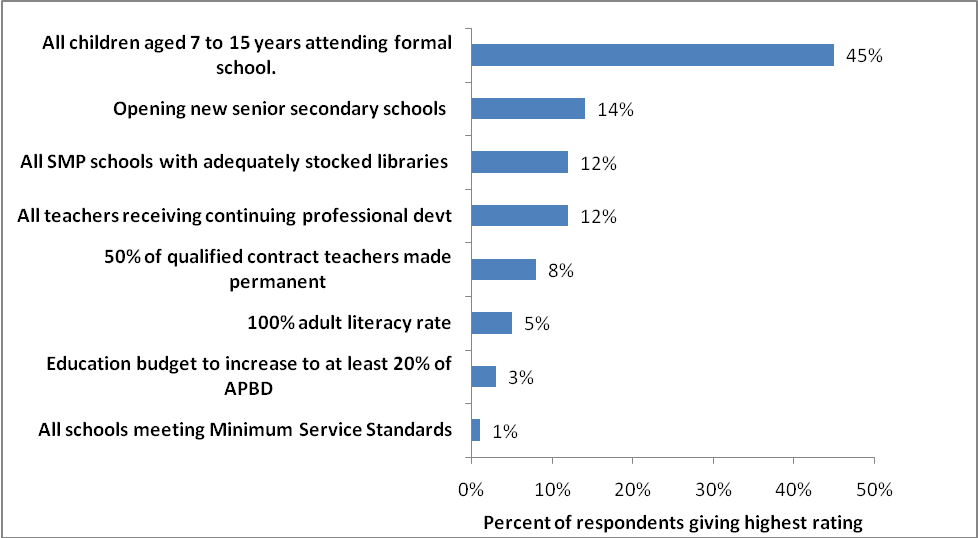 All children aged 7 to 15 years attending formal
school.
45%
Opening new senior secondary schools
14%
All SMP schools with adequately stocked libraries
12%
All teachers receiving continuing professional devt
12%
50% of qualified contract teachers made
permanent
8%
100% adult literacy rate
5%
Education budget to increase to at least 20% of
APBD
3%
All schools meeting Minimum Service Standards
1%
0% 10% 20% 30% 40% 50%
Percent of respondents giving highest rating